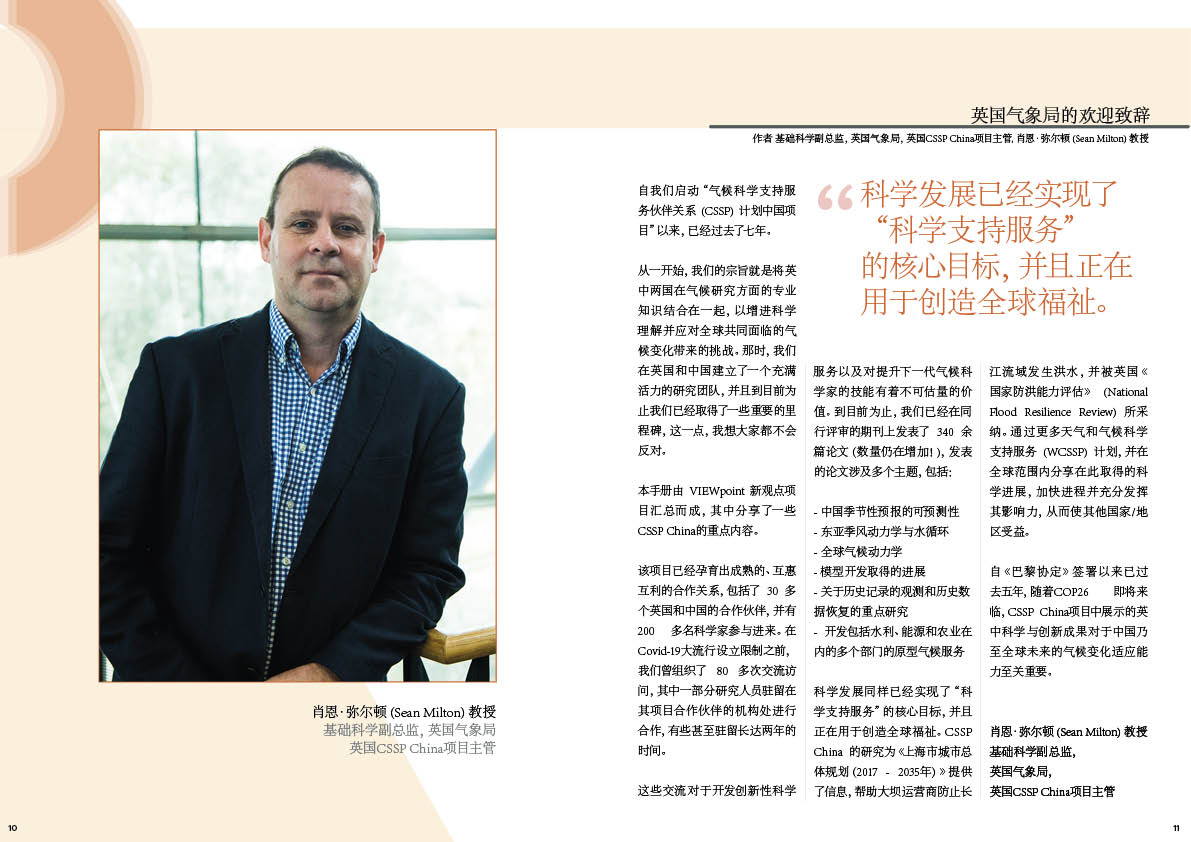 英国气象局的欢迎致辞
作者 基础科学副总监, 英国气象局, 英国CSSP China项目主管, 肖恩·弥尔顿 (Sean Milton) 教授
肖恩·弥尔顿 (Sean Milton) 教授
基础科学副总监, 英国气象局
英国CSSP China项目主管
10
“科学发展已经实现了
“科学支持服务”
的核心目标, 并且正在
用于创造全球福祉。
自我们启动 “气候科学支持服
务伙伴关系 (CSSP) 计划中国项
目” 以来, 已经过去了七年。
从一开始, 我们的宗旨就是将英
中两国在气候研究方面的专业
知识结合在一起, 以增进科学
理解并应对全球共同面临的气
候变化带来的挑战。那时, 我们
在英国和中国建立了一个充满
活力的研究团队, 并且到目前为
止我们已经取得了一些重要的里
程碑, 这一点, 我想大家都不会
反对。
本手册由 VIEWpoint 新观点项
目汇总而成, 其中分享了一些
CSSP China的重点内容。
该项目已经孕育出成熟的、互惠
互利的合作关系, 包括了 30 多
个英国和中国的合作伙伴, 并有
200 多名科学家参与进来。在
Covid-19大流行设立限制之前,
我们曾组织了 80 多次交流访
问, 其中一部分研究人员驻留在
其项目合作伙伴的机构处进行
合作, 有些甚至驻留长达两年的
时间。
这些交流对于开发创新性科学
服务以及对提升下一代气候科
学家的技能有着不可估量的价
值。到目前为止, 我们已经在同
行评审的期刊上发表了 340 余
篇论文 (数量仍在增加! ), 发表
的论文涉及多个主题, 包括:
- 中国季节性预报的可预测性
- 东亚季风动力学与水循环
- 全球气候动力学
- 模型开发取得的进展
- 关于历史记录的观测和历史数
据恢复的重点研究
- 开发包括水利、能源和农业在
内的多个部门的原型气候服务
科学发展同样已经实现了 “科
学支持服务” 的核心目标, 并且
正在用于创造全球福祉。CSSP
China 的研究为《上海市城市总
体规划 (2017 - 2035年) 》提供
了信息, 帮助大坝运营商防止长
江流域发生洪水, 并被英国《
国家防洪能力评估》 (National
Flood Resilience Review) 所采
纳。通过更多天气和气候科学
支持服务 (WCSSP) 计划, 并在
全球范围内分享在此取得的科
学进展, 加快进程并充分发挥
其影响力, 从而使其他国家/地
区受益。
自《巴黎协定》签署以来已过
去五年, 随着COP26 即将来
临, CSSP China项目中展示的英
中科学与创新成果对于中国乃
至全球未来的气候变化适应能
力至关重要。
肖恩·弥尔顿 (Sean Milton) 教授
基础科学副总监,
英国气象局,
英国CSSP China项目主管
11